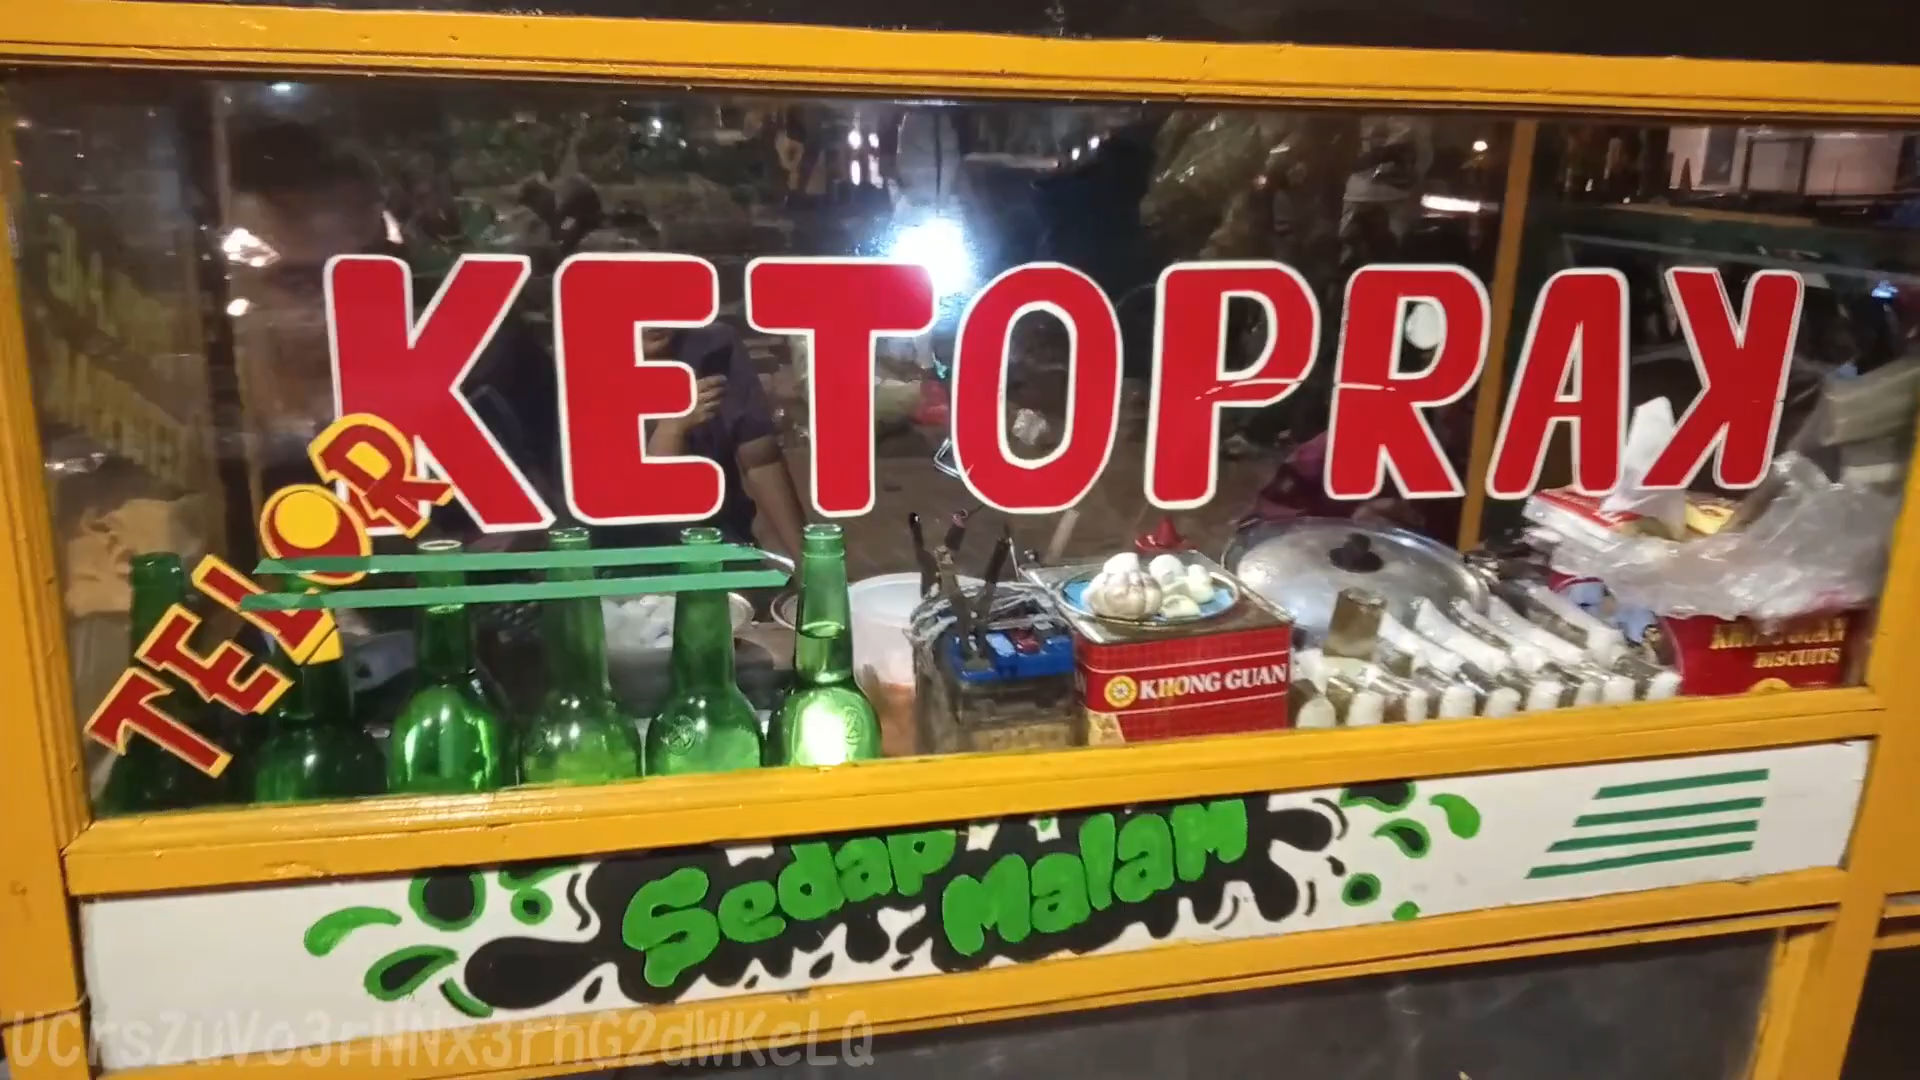 KETOPRAK
TELOR
KHONG GUAN
KHONG GUAN
BISCUITS
Sedap
Malam
UCrsZuVo3rNNx3rhG2dWKeLQ